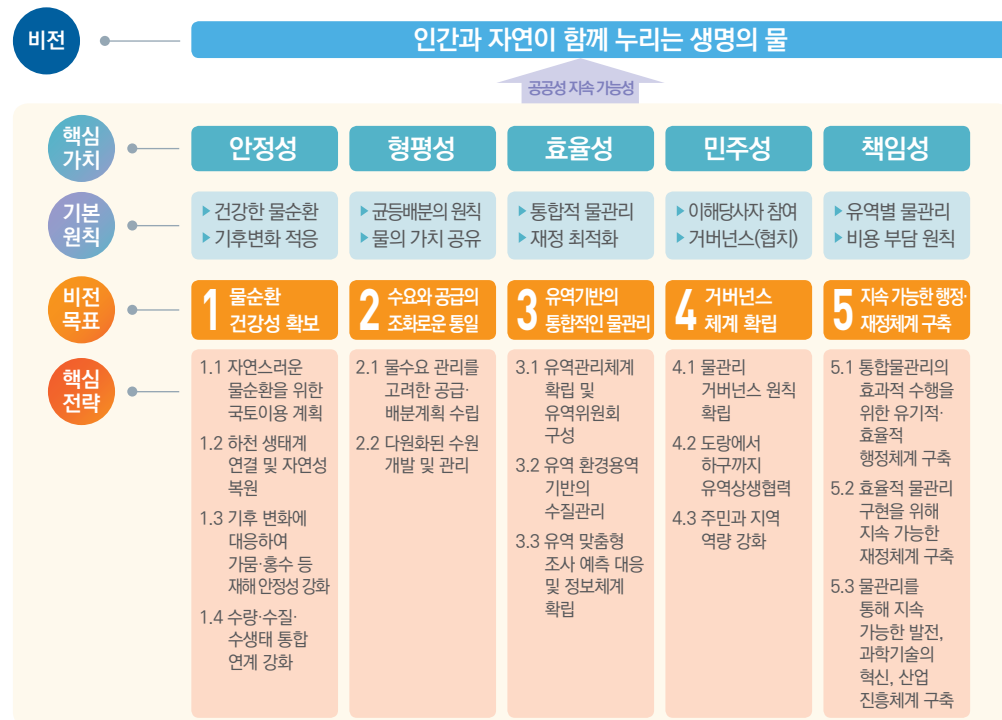 비전
인간과 자연이 함께 누리는 생명의 물
공공성 지속 가능성
핵심
가치
안정성
형평성
효율성
민주성
책임성
기본
원칙
▸건강한 물순환
▸기후변화 적응
▸균등배분의 원칙
▸물의 가치 공유
▸통합적 물관리
▸재정 최적화
▸이해당사자 참여
▸거버넌스(협치)
▸유역별 물관리
▸비용 부담 원칙
비전
목표
1 물순환
건강성 확보
2 수요와 공급의
조화로운 통일
3 유역기반의
통합적인 물관리
4 거버넌스
체계 확립
5 지속 가능한 행정·
재정체계 구축
핵심
전략
1.1 자연스러운
물순환을 위한
국토이용 계획
1.2 하천 생태계
연결 및 자연성
복원
1.3 기후 변화에
대응하여
가뭄·홍수 등
재해 안정성 강화
1.4 수량·수질·
수생태 통합
연계 강화
2.1 물수요 관리를
고려한 공급·
배분계획 수립
2.2 다원화된 수원
개발 및 관리
3.1 유역관리체계
확립 및
유역위원회
구성
3.2 유역 환경용역
기반의
수질관리
3.3 유역 맞춤형
조사 예측 대응
및 정보체계
확립
4.1 물관리
거버넌스 원칙
확립
4.2 도랑에서
하구까지
유역상생협력
4.3 주민과 지역
역량 강화
5.1 통합물관리의
효과적 수행을
위한 유기적·
효율적
행정체계 구축
5.2 효율적 물관리
구현을 위해
지속 가능한
재정체계 구축
5.3 물관리를
통해 지속
가능한 발전,
과학기술의
혁신, 산업
진흥체계 구축